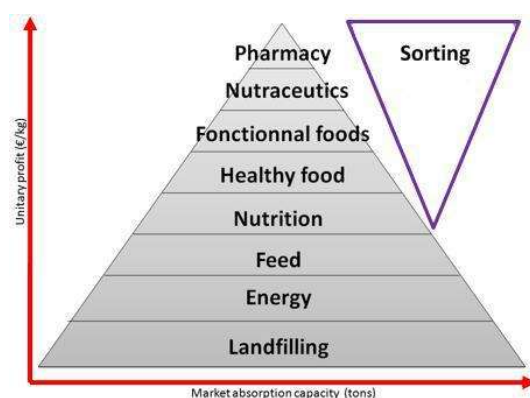 Pharmacy
Sorting
Nutraceutics
Fonctionnal foods
Healthy food
Nutrition
Feed
Energy
Landfilling
Unitary profit (€/kg)
Market absorption capacity (tons)